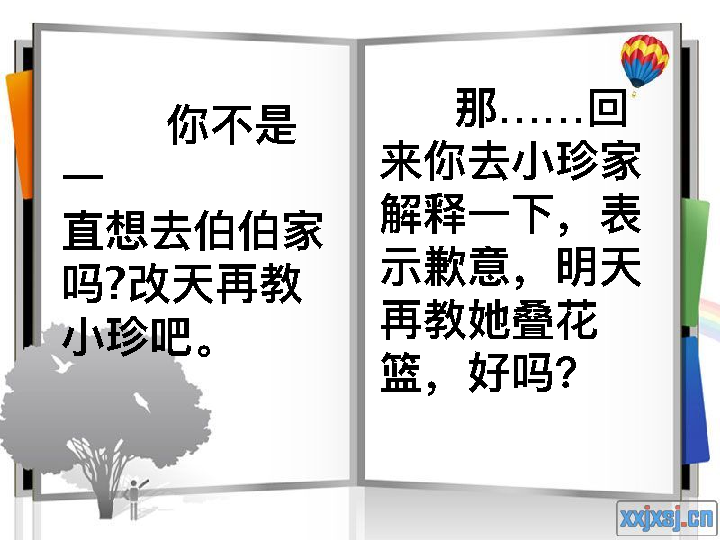 你不是
一
直想去伯伯家
吗?改天再教
小珍吧。
那……回
来你去小珍家
解释一下，表
示歉意，明天
再教她叠花
篮，好吗?
xxjxsj.cn